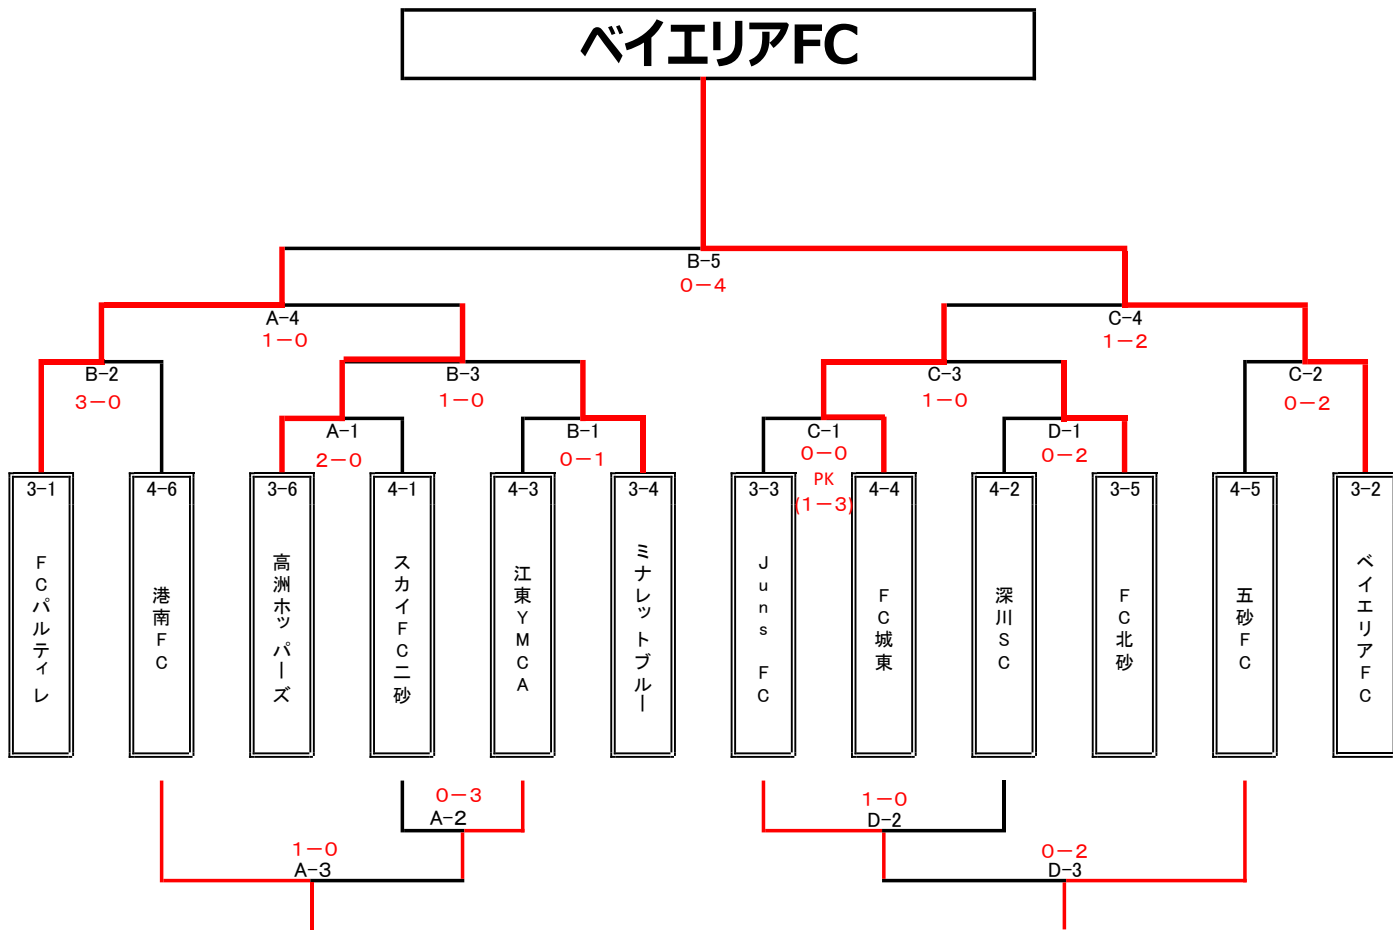 ベイエリアFC
B-5
0-4
A-4
1-0
C-4
1-2
B-2
3-0
B-3
1-0
C-3
1-0
C-2
0-2
A-1
2-0
B-1
0-1
C-1
0-0
PK
(1-3)
D-1
0-2
3-1
4-6
3-6
4-1
4-3
3-4
3-3
4-4
4-2
3-5
4-5
3-2
FCパルティレ
港南FC
高洲ホッパーズ
スカイFC二砂
江東YMCA
ミナレットブルー
Juns FC
FC城東
深川SC
FC北砂
五砂FC
ベイエリアFC
0-3
A-2
1-0
D-2
1-0
A-3
0-2
D-3